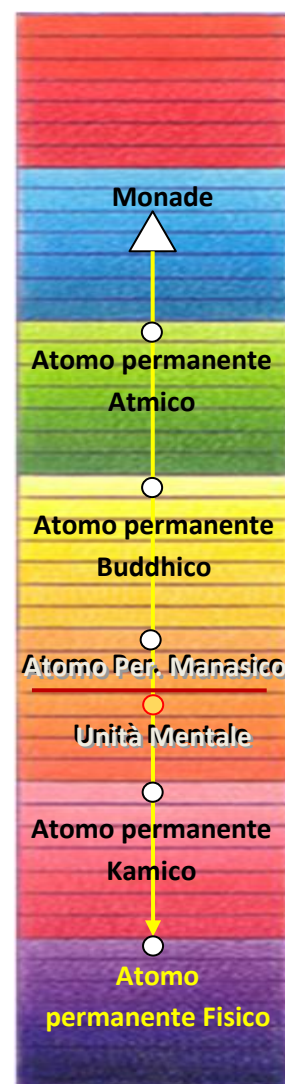 Monade
Atomo permanente
Atmico
Atomo permanente
Buddhico
Atomo Per. Manasico
Unità Mentale
Atomo permanente
Kamico
Atomo
permanente Fisico